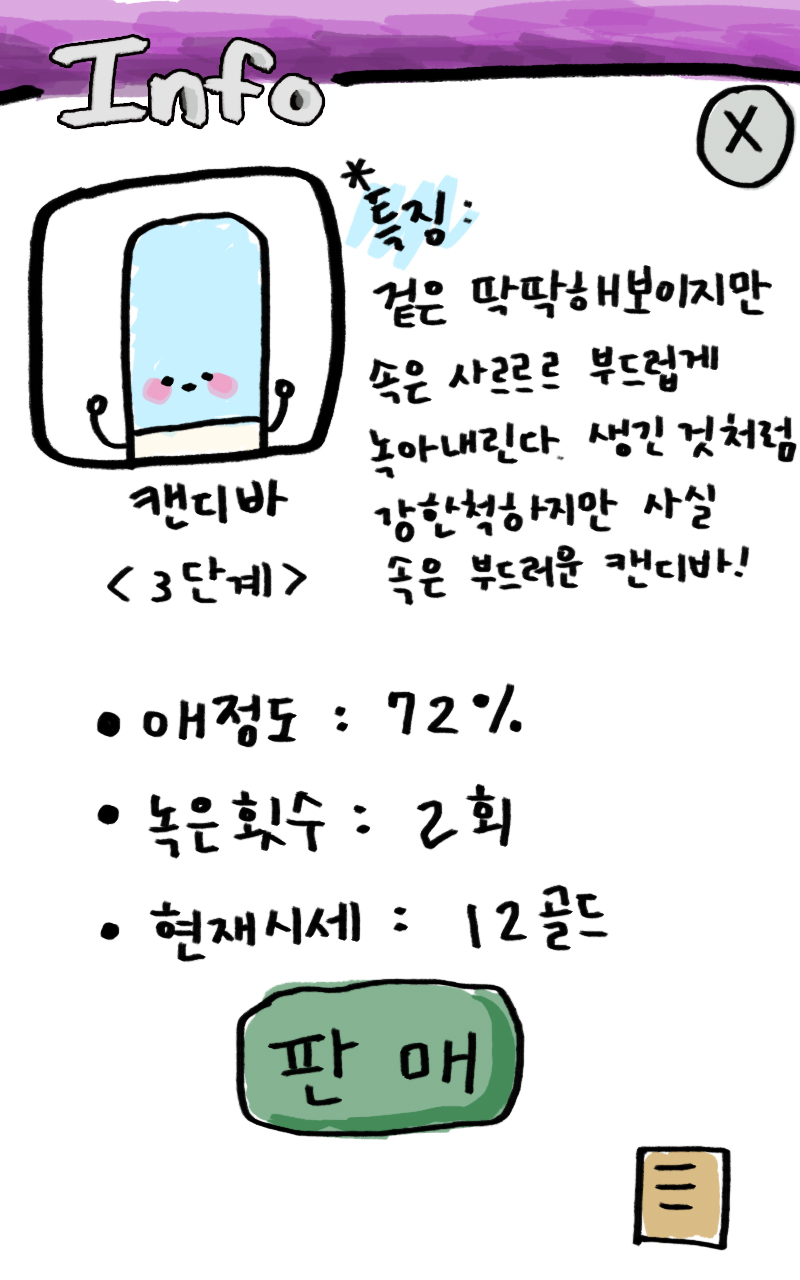 Info
X
*특징:
겉은 딱딱해보이지만
속은 사르르르 부드럽게
녹아내린다. 생긴 것처럼
강한척하지만 사실
속은 부드러운 캔디바!
캔디바
<3단계>
• 애정도 : 72%
• 녹은횟수 : 2회
• 현재시세 : 12골드
판매